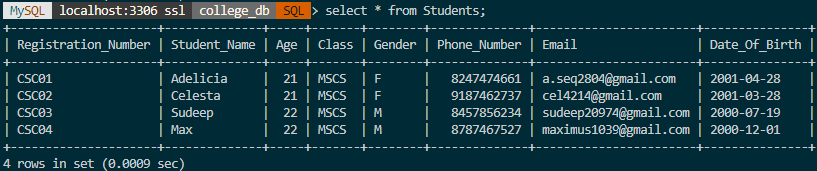 MySQL localhost:3306 ssl college_db SQL > select * from Students;
+---------------------+--------------+-----+-------+--------+--------------+------------------------+---------------+
| Registration_Number | Student_Name | Age | Class | Gender | Phone_Number | Email                  | Date_Of_Birth |
+---------------------+--------------+-----+-------+--------+--------------+------------------------+---------------+
| CSC01               | Adelicia     |  21 | MSCS  | F      |   8247474661 | a.seq2804@gmail.com    | 2001-04-28    |
| CSC02               | Celesta      |  21 | MSCS  | F      |   9187462737 | cel4214@gmail.com      | 2001-03-28    |
| CSC03               | Sudeep       |  22 | MSCS  | M      |   8457856234 | sudeep20974@gmail.com  | 2000-07-19    |
| CSC04               | Max          |  22 | MSCS  | M      |   8787467527 | maximus1039@gmail.com  | 2000-12-01    |
+---------------------+--------------+-----+-------+--------+--------------+------------------------+---------------+
4 rows in set (0.0009 sec)